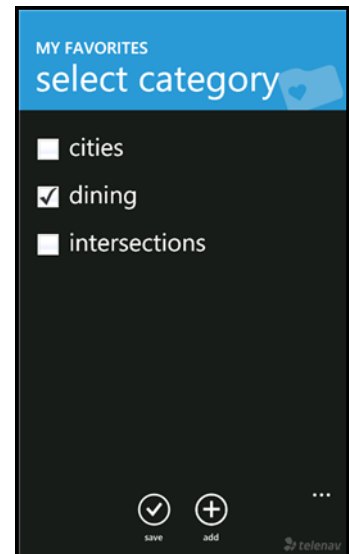 MY FAVORITES
select category
cities
dining
intersections
save
add
telenav